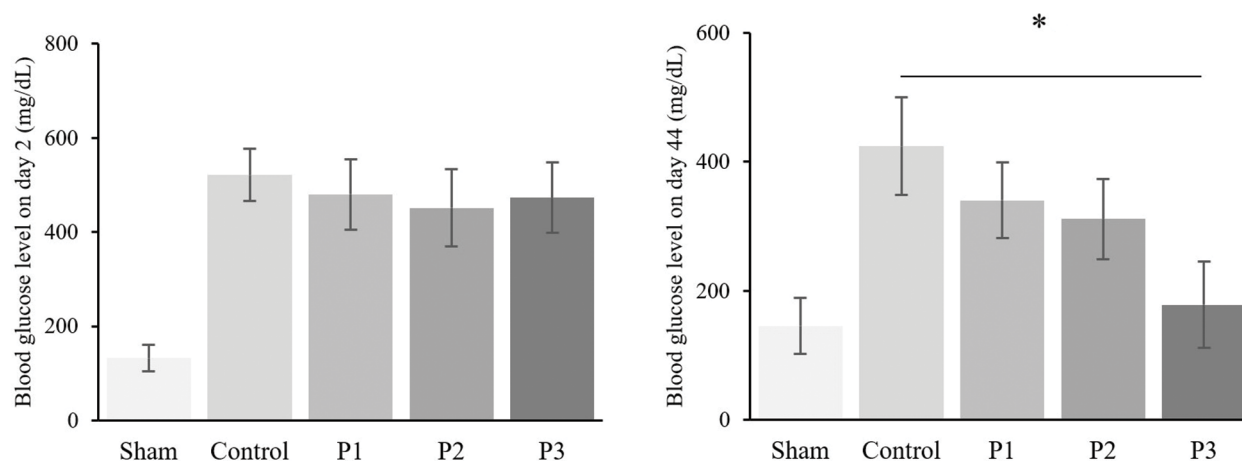 Blood glucose level on day 2 (mg/dL)
800
600
400
200
0
Sham Control P1 P2 P3
Blood glucose level on day 44 (mg/dL)
600
400
200
0
*
Sham Control P1 P2 P3